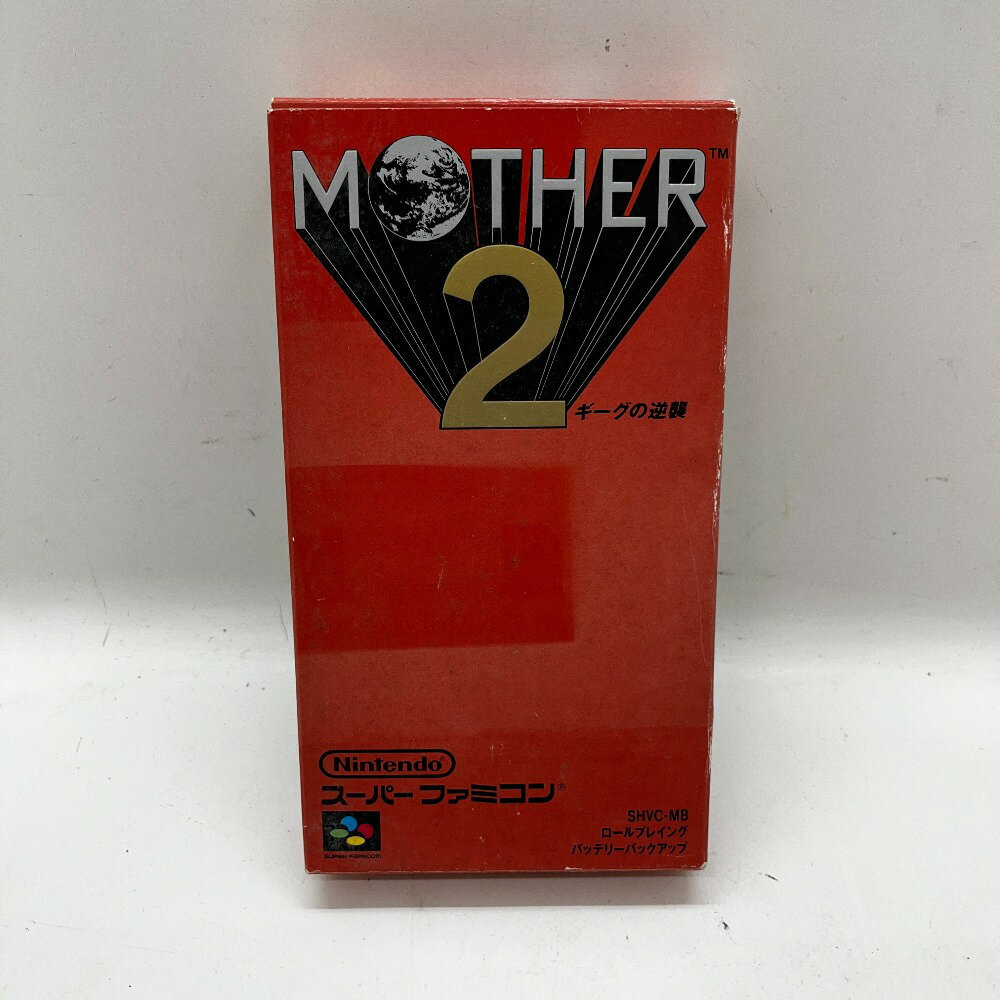 MOTHER™
2
ギーグの逆襲
Nintendo®
スーパーファミコン®
SUPER FAMICOM
SHVC-MB
ロールプレイング
バッテリーバックアップ